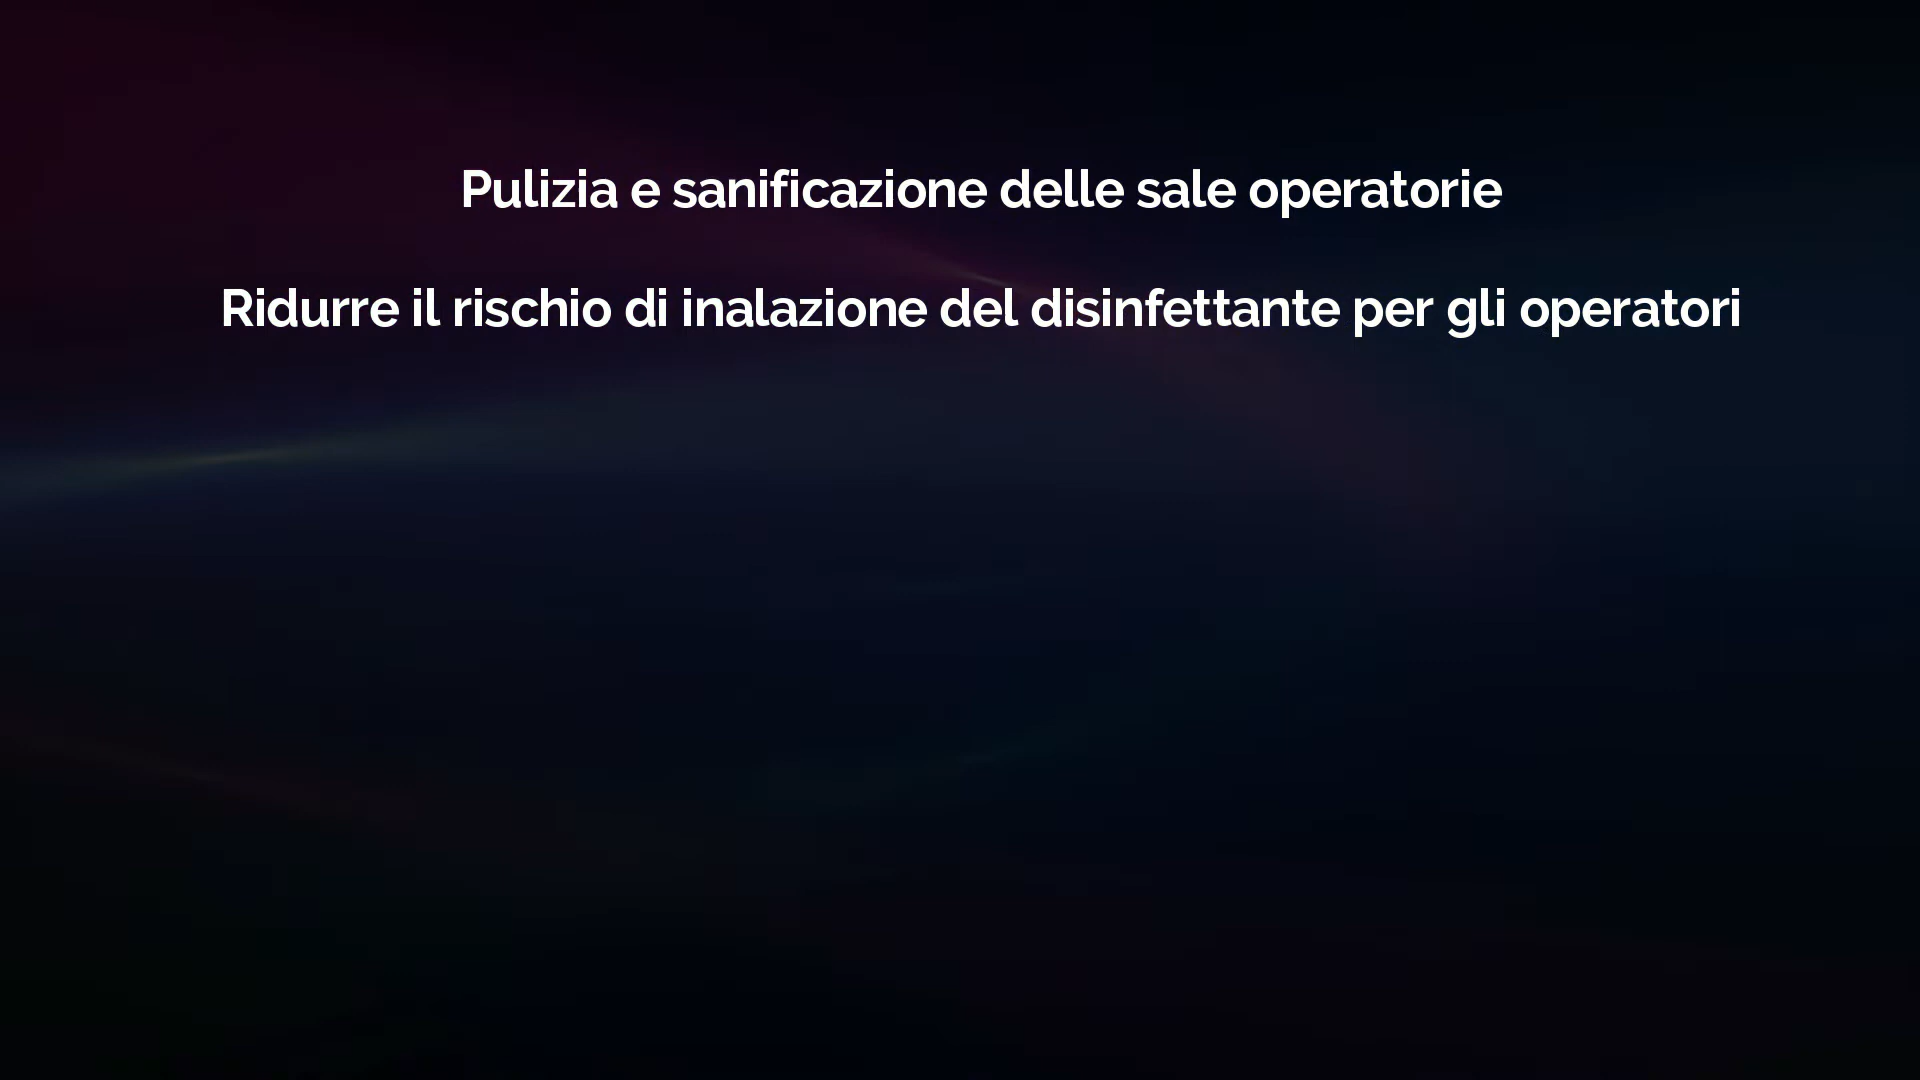 Pulizia e sanificazione delle sale operatorie
Ridurre il rischio di inalazione del disinfettante per gli operatori